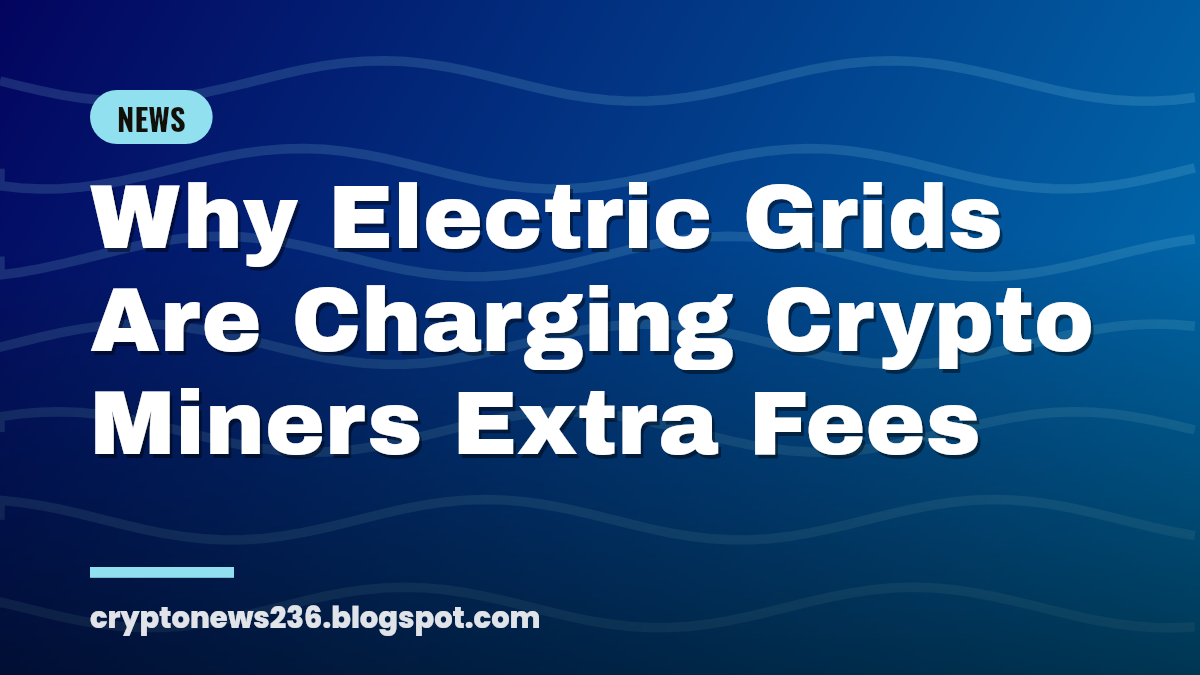 NEWS
Why Electric Grids
Are Charging Crypto
Miners Extra Fees
cryptonews236.blogspot.com